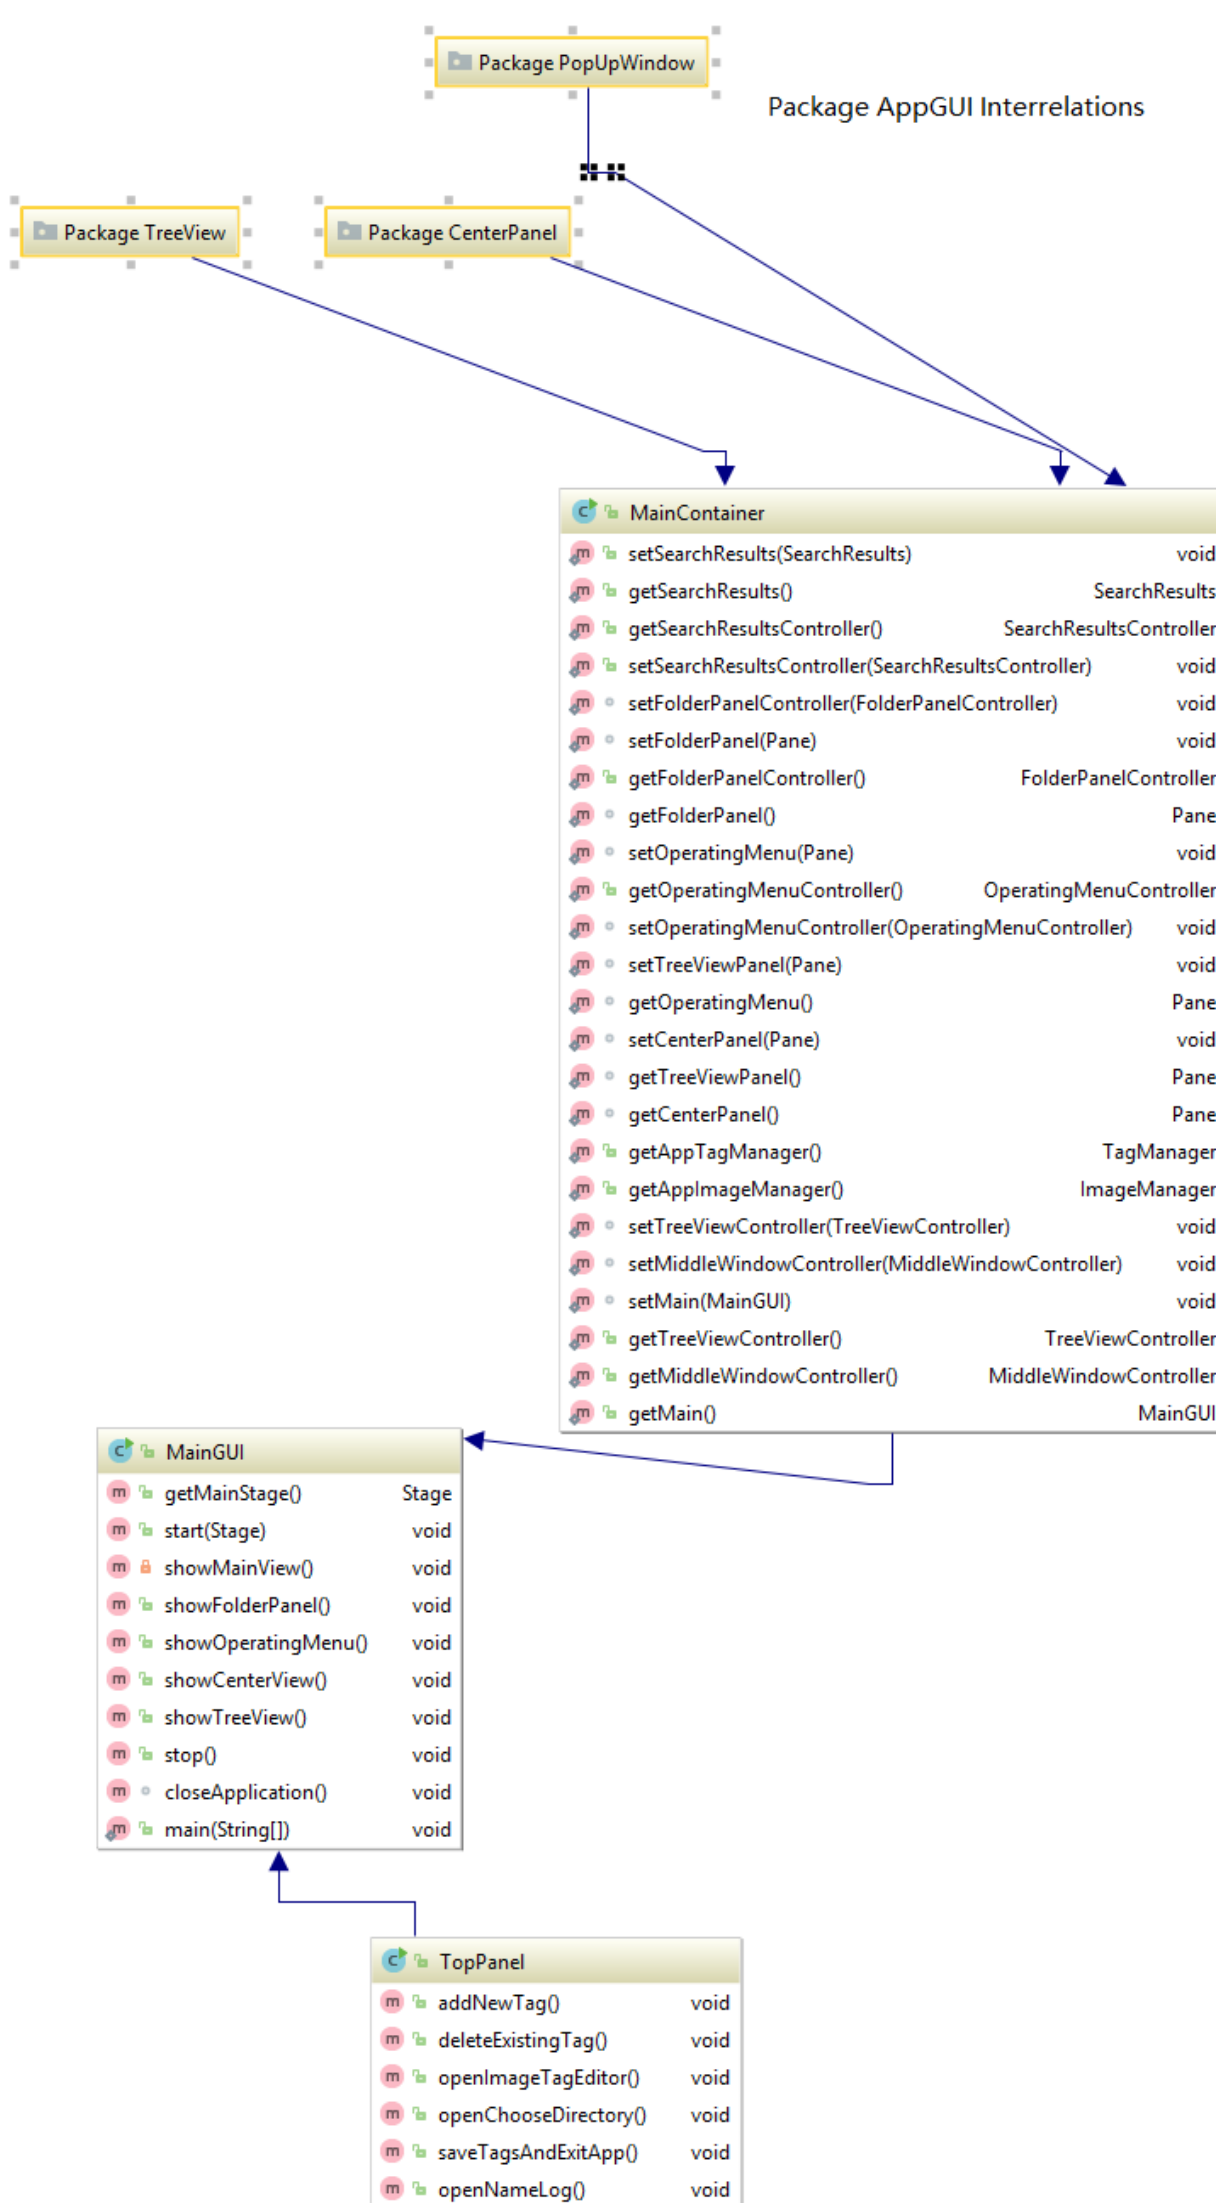 Package PopUpWindow
Package AppGUI Interrelations
Package TreeView
Package CenterPanel
MainContainer
setSearchResults(SearchResults) void
getSearchResults() SearchResults
getSearchResultsController() SearchResultsController
setSearchResultsController(SearchResultsController) void
setFolderPanelController(FolderPanelController) void
setFolderPanel(Pane) void
getFolderPanelController() FolderPanelController
getFolderPanel() Pane
setOperatingMenu(Pane) void
getOperatingMenuController() OperatingMenuController
setOperatingMenuController(OperatingMenuController) void
setTreeViewPanel(Pane) void
getOperatingMenu() Pane
setCenterPanel(Pane) void
getTreeViewPanel() Pane
getCenterPanel() Pane
getAppTagManager() TagManager
getAppImageManager() ImageManager
setTreeViewController(TreeViewController) void
setMiddleWindowController(MiddleWindowController) void
setMain(MainGUI) void
getTreeViewController() TreeViewController
getMiddleWindowController() MiddleWindowController
getMain() MainGUI
MainGUI
getMainStage() Stage
start(Stage) void
showMainView() void
showFolderPanel() void
showOperatingMenu() void
showCenterView() void
showTreeView() void
stop() void
closeApplication() void
main(String[]) void
TopPanel
addNewTag() void
deleteExistingTag() void
openImageTagEditor() void
openChooseDirectory() void
saveTagsAndExitApp() void
openNameLog() void